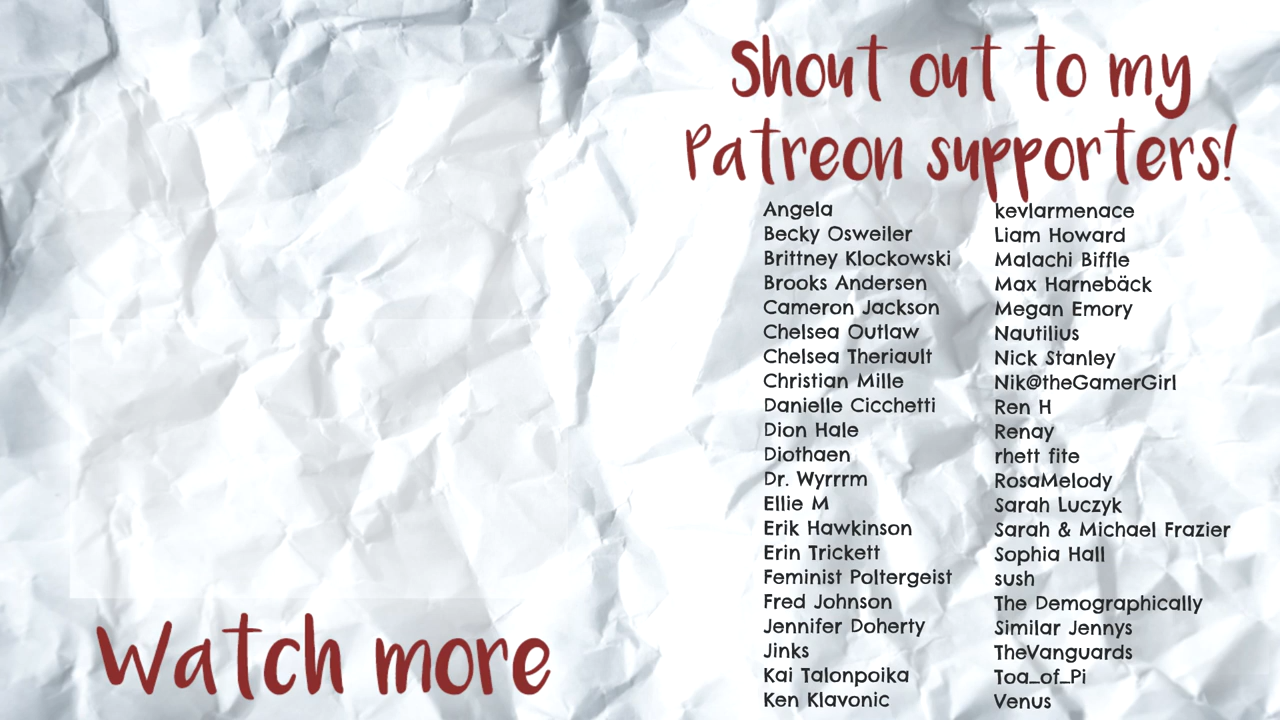 Shout out to my
Patreon supporters!
Angela
Becky Osweiler
Brittney Klockowski
Brooks Andersen
Cameron Jackson
Chelsea Outlaw
Chelsea Theriault
Christian Mille
Danielle Cicchetti
Dion Hale
Diothaen
Dr. Wyrrrm
Ellie M
Erik Hawkinson
Erin Trickett
Feminist Poltergeist
Fred Johnson
Jennifer Doherty
Jinks
Kai Talonpoika
Ken Klavonic
kevlarmenace
Liam Howard
Malachi Biffle
Max Harnebäck
Megan Emory
Nautilius
Nick Stanley
Nik@theGamerGirl
Ren H
Renay
rhett fite
RosaMelody
Sarah Luczyk
Sarah & Michael Frazier
Sophia Hall
sush
The Demographically
Similar Jennys
TheVanguards
Toa_of_Pi
Venus
Watch more